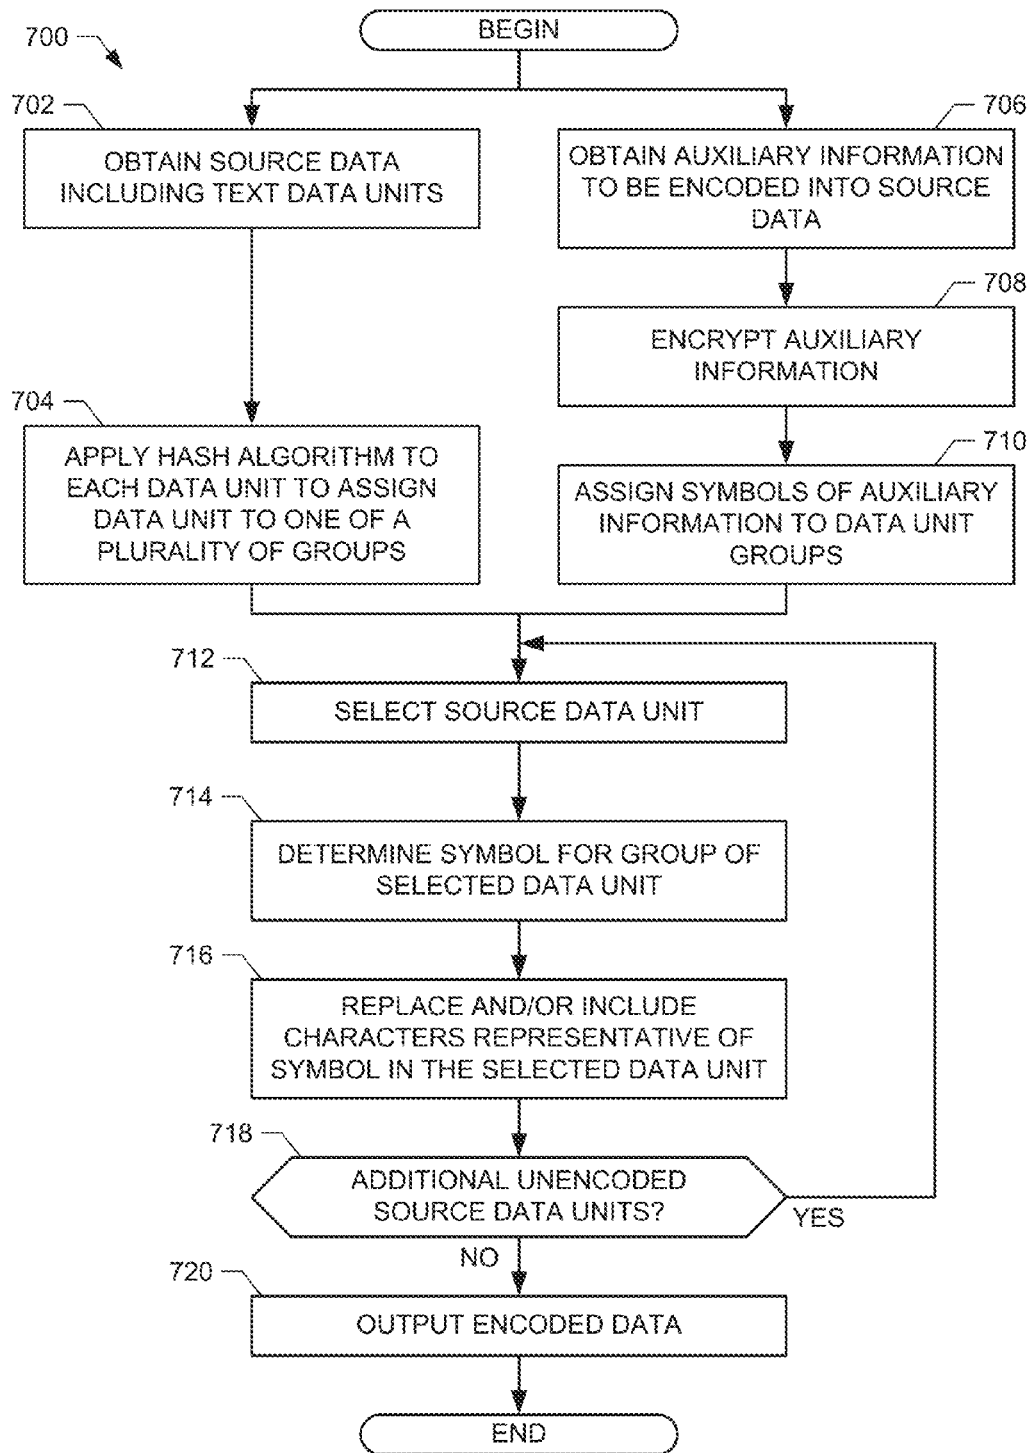 700
BEGIN
702
OBTAIN SOURCE DATA
INCLUDING TEXT DATA UNITS
706
OBTAIN AUXILIARY INFORMATION
TO BE ENCODED INTO SOURCE
DATA
708
ENCRYPT AUXILIARY
INFORMATION
704
APPLY HASH ALGORITHM TO
EACH DATA UNIT TO ASSIGN
DATA UNIT TO ONE OF A
PLURALITY OF GROUPS
710
ASSIGN SYMBOLS OF AUXILIARY
INFORMATION TO DATA UNIT
GROUPS
712
SELECT SOURCE DATA UNIT
714
DETERMINE SYMBOL FOR GROUP OF
SELECTED DATA UNIT
716
REPLACE AND/OR INCLUDE
CHARACTERS REPRESENTATIVE OF
SYMBOL IN THE SELECTED DATA UNIT
718
ADDITIONAL UNENCODED
SOURCE DATA UNITS?
YES
NO
720
OUTPUT ENCODED DATA
END